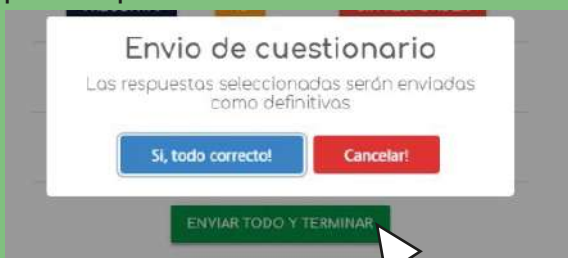 Envio de cuestionario
Las respuestas seleccionadas serán enviadas
como definitivas
Si, todo correcto!
Cancelar!
ENVIAR TODO Y TERMINAR